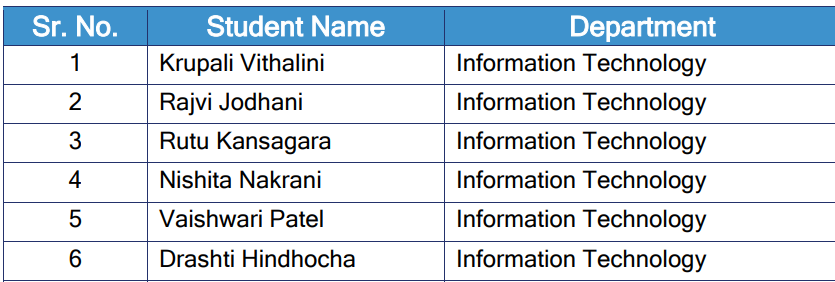 Sr. No. Student Name Department
1 Krupali Vithalini Information Technology
2 Rajvi Jodhani Information Technology
3 Rutu Kansagara Information Technology
4 Nishita Nakrani Information Technology
5 Vaishwari Patel Information Technology
6 Drashti Hindhocha Information Technology